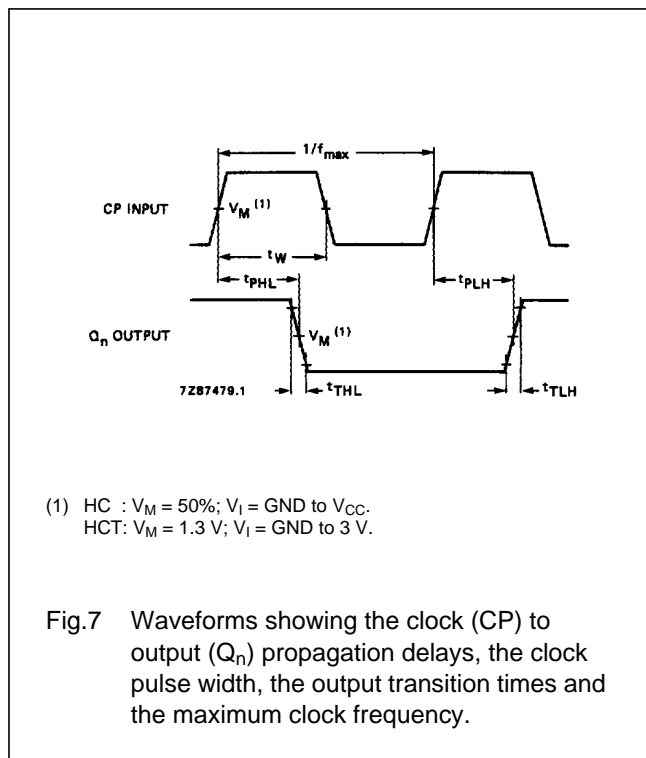 1/fmax
CP INPUT
VM (1)
tW
tPHL
tPLH
Qn OUTPUT
VM (1)
7Z87479.1
tTHL
tTLH
(1) HC : VM = 50%; VI = GND to VCC.
HCT: VM = 1.3 V; VI = GND to 3 V.
Fig.7 Waveforms showing the clock (CP) to
output (Qn) propagation delays, the clock
pulse width, the output transition times and
the maximum clock frequency.